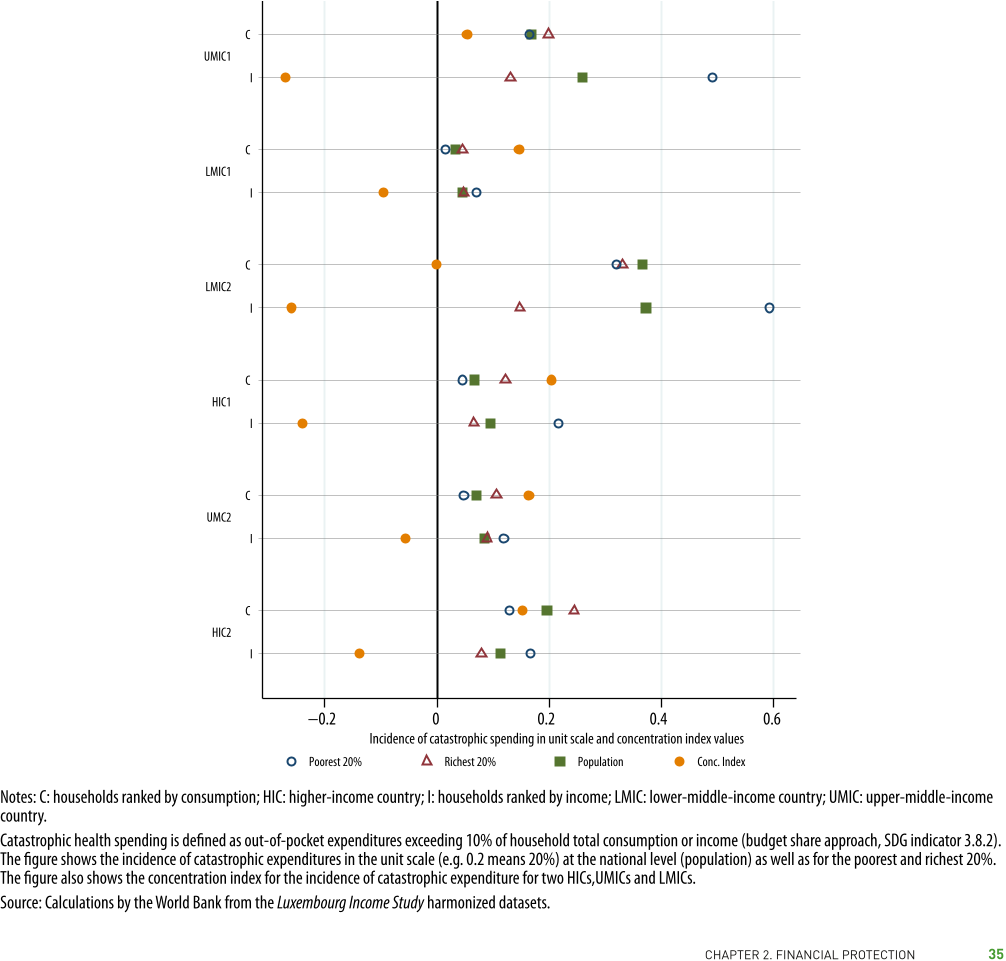 C
UMIC1
I
C
LMIC1
I
C
LMIC2
I
C
HIC1
I
C
UMC2
I
C
HIC2
I
−0.2 0 0.2 0.4 0.6
Incidence of catastrophic spending in unit scale and concentration index values
Poorest 20% Richest 20% Population Conc. Index
Notes: C: households ranked by consumption; HIC: higher-income country; I: households ranked by income; LMIC: lower-middle-income country; UMIC: upper-middle-income
country.
Catastrophic health spending is defined as out-of-pocket expenditures exceeding 10% of household total consumption or income (budget share approach, SDG indicator 3.8.2).
The figure shows the incidence of catastrophic expenditures in the unit scale (e.g. 0.2 means 20%) at the national level (population) as well as for the poorest and richest 20%.
The figure also shows the concentration index for the incidence of catastrophic expenditure for two HICs,UMICs and LMICs.
Source: Calculations by the World Bank from the Luxembourg Income Study harmonized datasets.
CHAPTER 2. FINANCIAL PROTECTION 35